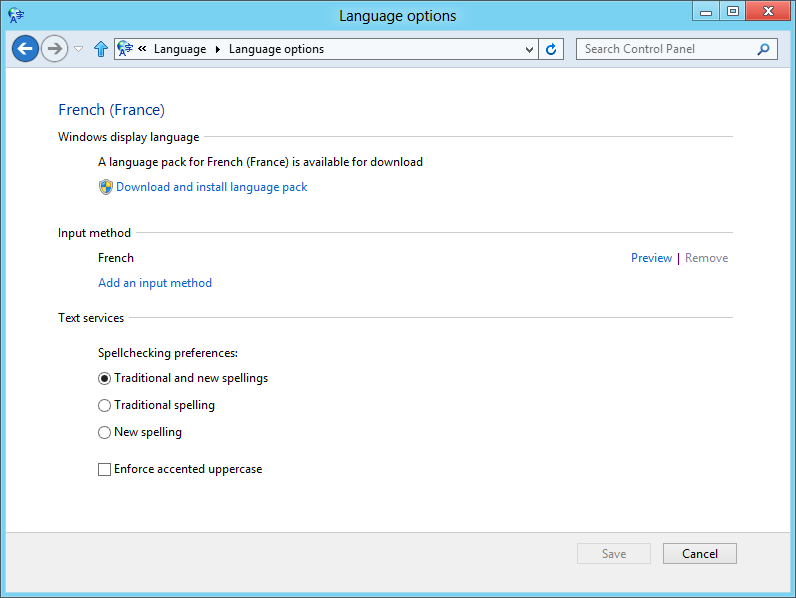 Language options
« Language Language options
Search Control Panel
French (France)
Windows display language
A language pack for French (France) is available for download
Download and install language pack
Input method
French Preview | Remove
Add an input method
Text services
Spellchecking preferences:
Traditional and new spellings
Traditional spelling
New spelling
Enforce accented uppercase
Save Cancel